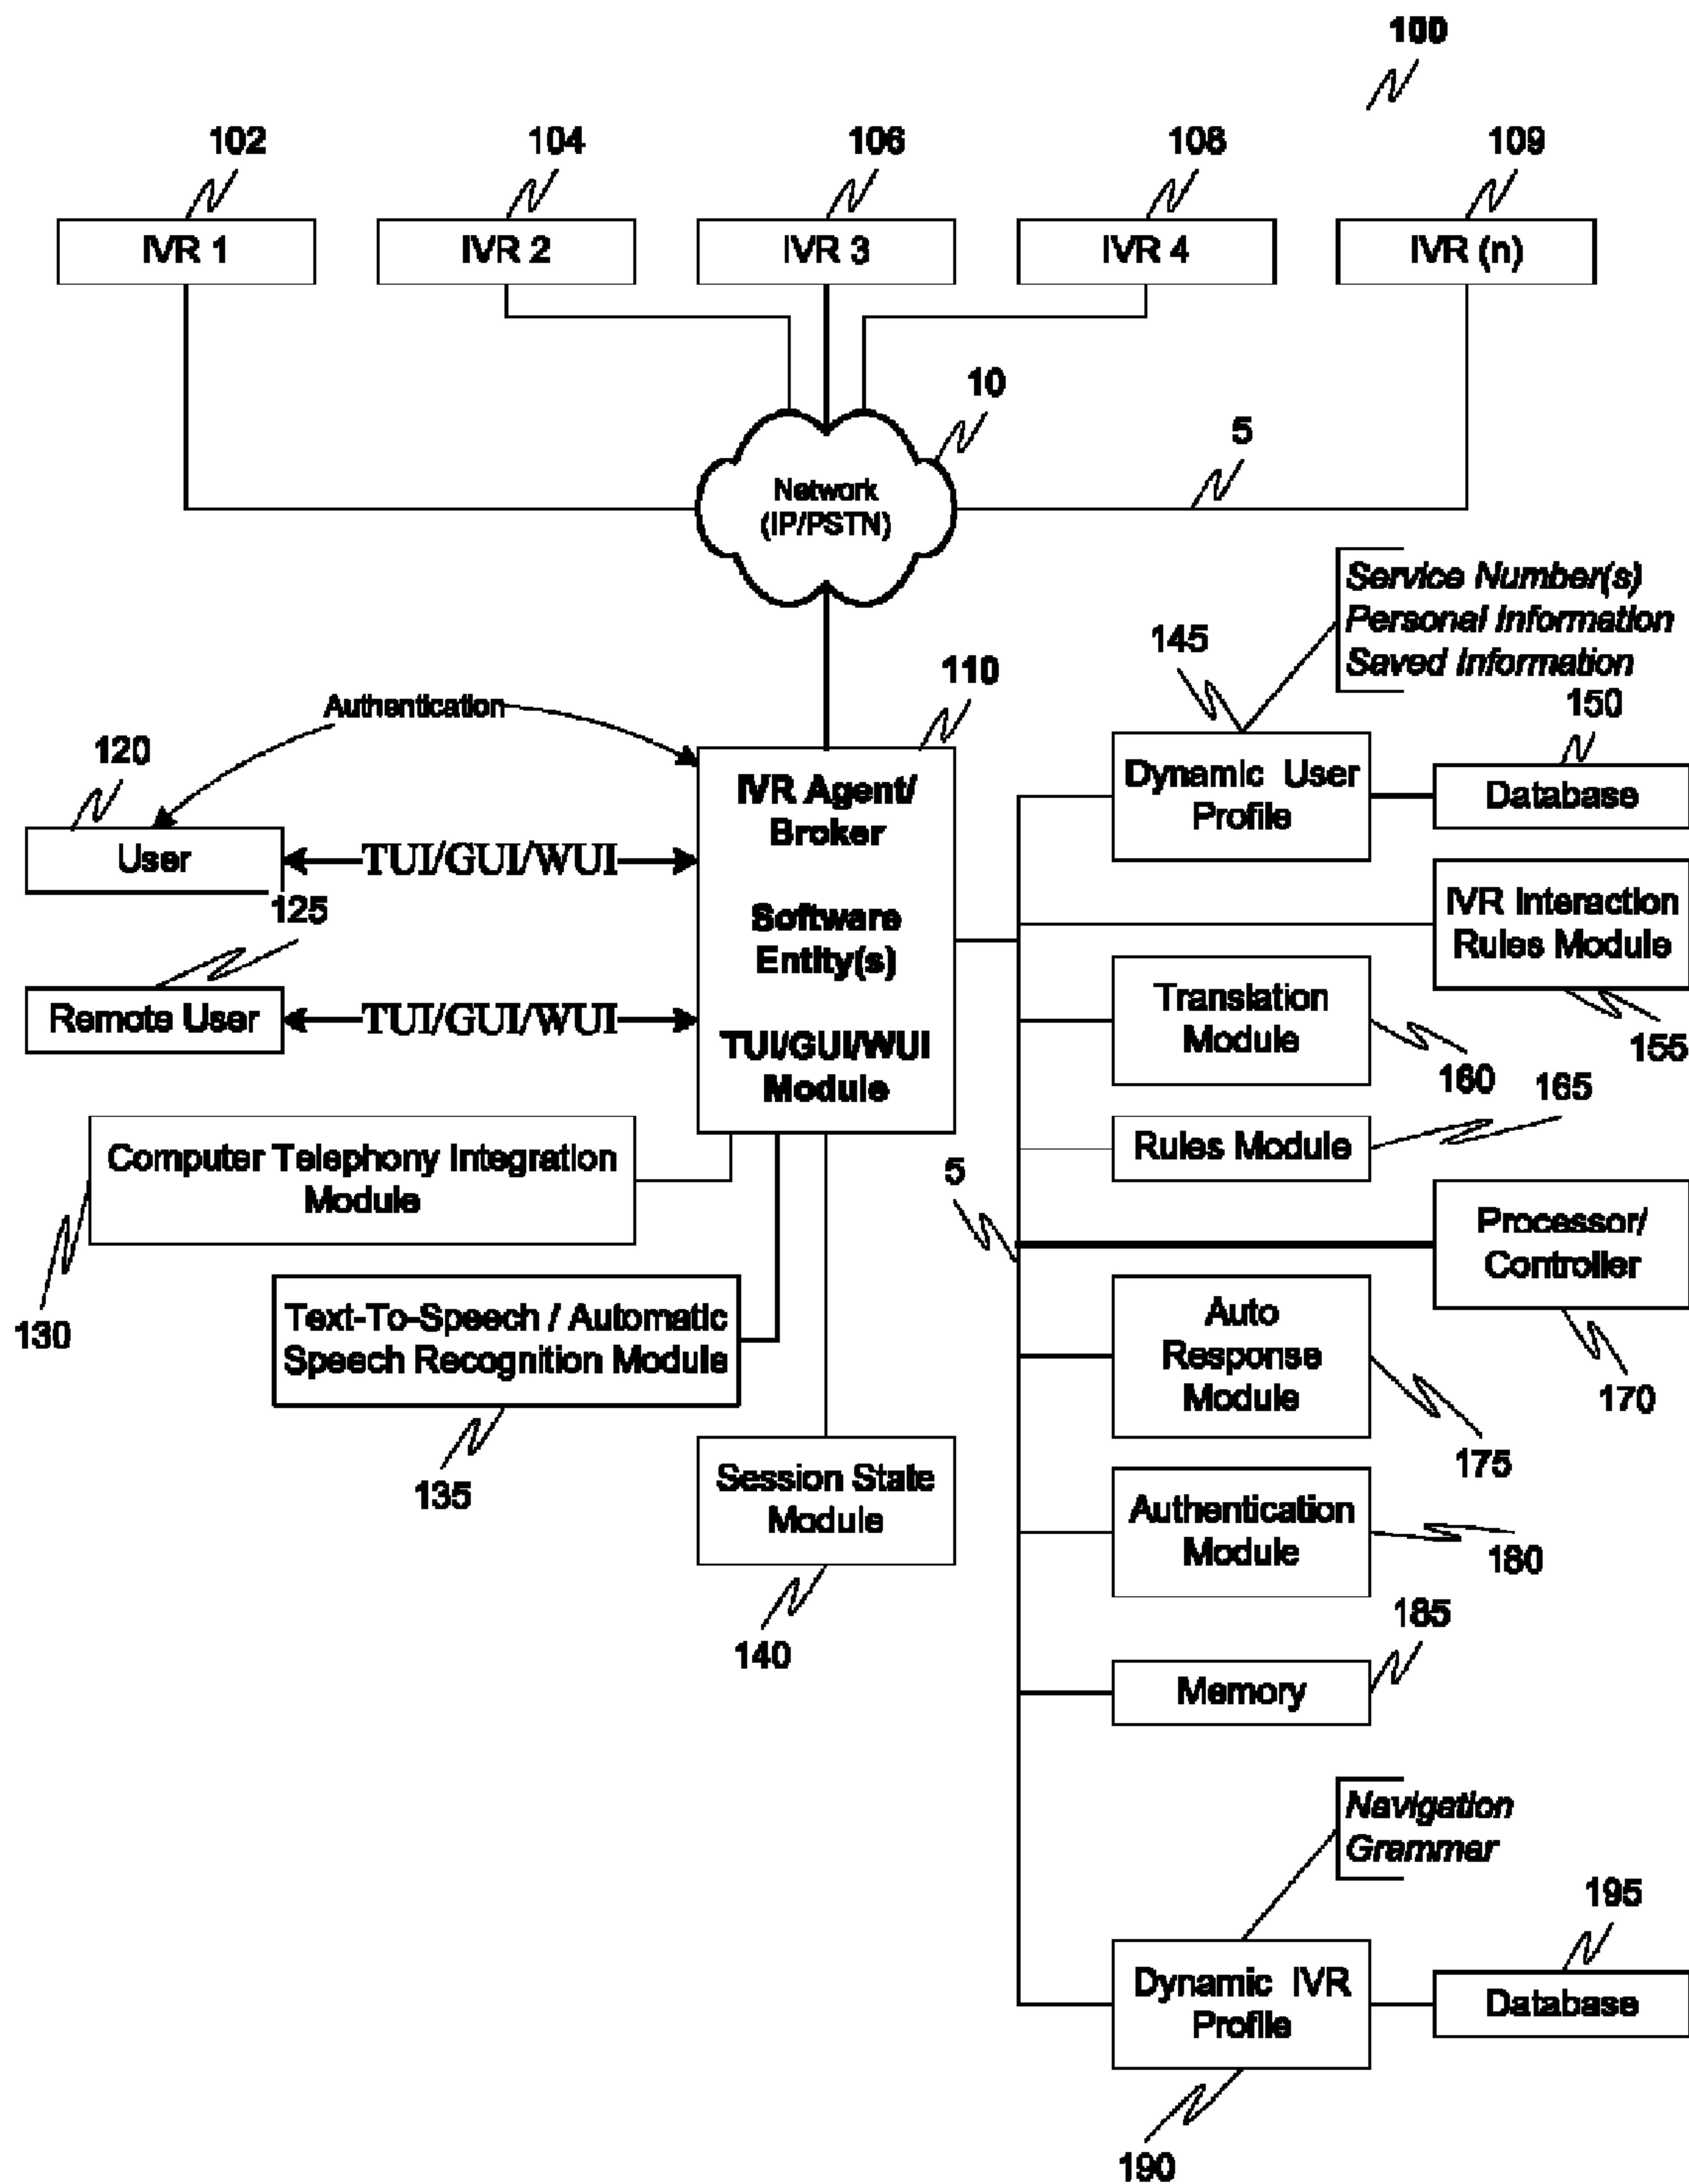 100
102
104
106
108
109
IVR 1
IVR 2
IVR 3
IVR 4
IVR (n)
10
5
Network
(IP/PSTN)
Service Number(s)
Personal Information
Saved Information
145
150
110
Authentication
120
IVR Agent/
Broker
Software
Entity(s)
TUI/GUI/WUI
Module
Dynamic User
Profile
Database
User
TUI/GUI/WUI
125
IVR Interaction
Rules Module
155
Remote User
TUI/GUI/WUI
Translation
Module
160
165
Computer Telephony Integration
Module
130
Rules Module
5
Processor/
Controller
170
Text-To-Speech / Automatic
Speech Recognition Module
135
Auto
Response
Module
175
Session State
Module
140
Authentication
Module
180
185
Memory
Navigation
Grammar
195
Dynamic IVR
Profile
Database
190